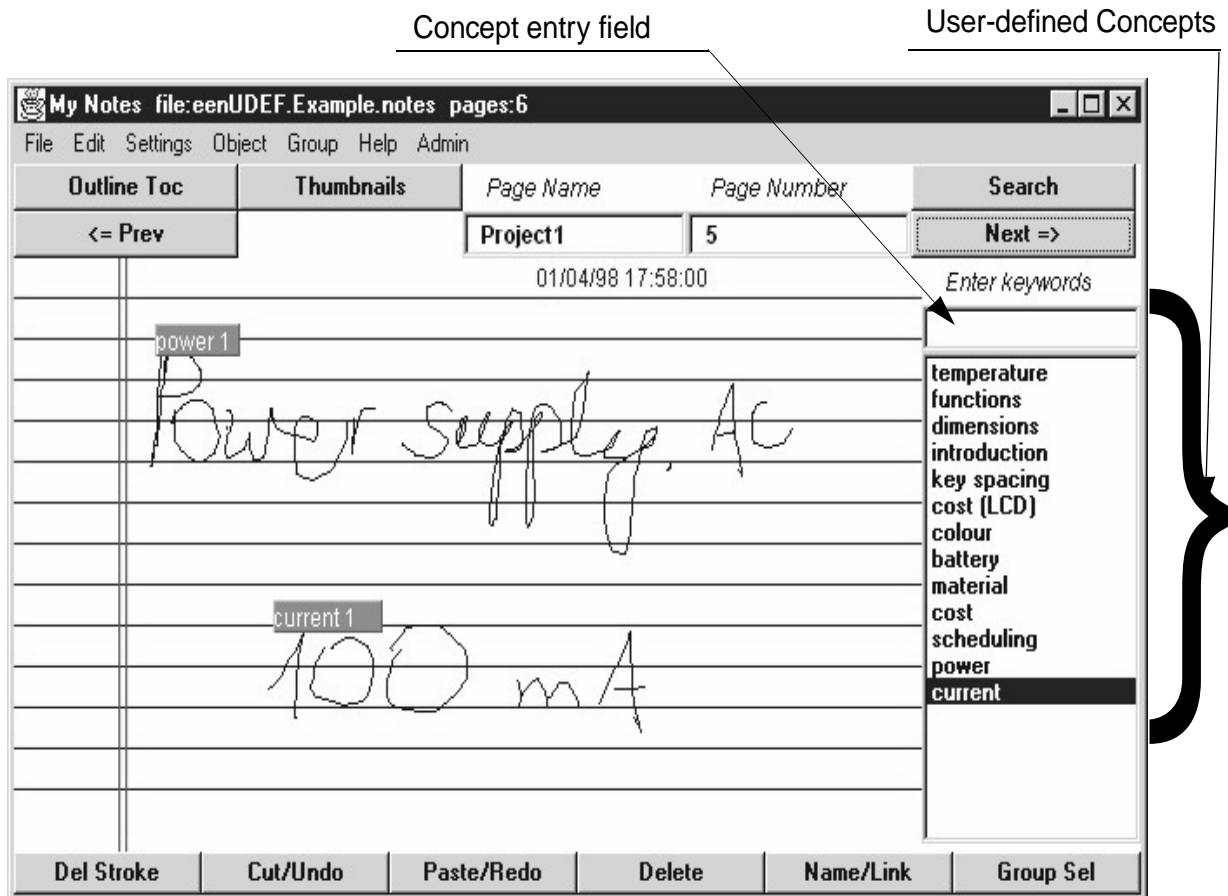 Concept entry field
User-defined Concepts
My Notes file:eenUDEF.Example.notes pages:6
File Edit Settings Object Group Help Admin
Outline Toc Thumbnails Page Name Page Number Search
<= Prev Project1 5 Next =>
01/04/98 17:58:00
Enter keywords
power 1
Power Supply, AC
current 1
100 mA
temperature
functions
dimensions
introduction
key spacing
cost (LCD)
colour
battery
material
cost
scheduling
power
current
Del Stroke Cut/Undo Paste/Redo Delete Name/Link Group Sel